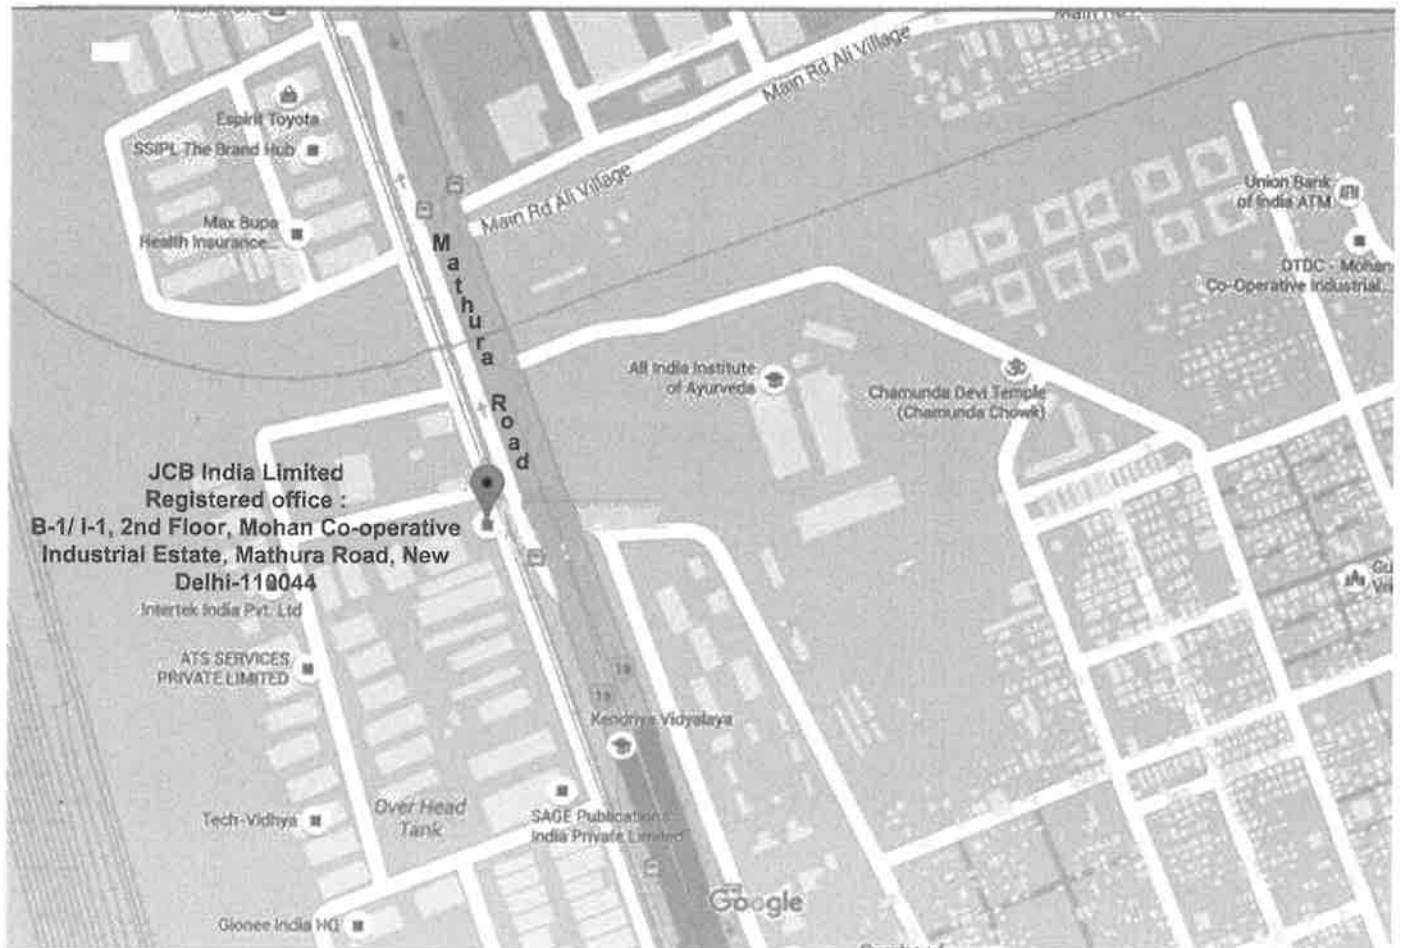 Main Rd Ali Village
Espirit Toyota
SSIPL The Brand Hub
Main Rd Ali Village
Union Bank
of India ATM
Max Bupa
Health Insurance...
Mathura Road
DTDC - Mohan
Co-Operative Industrial...
All India Institute
of Ayurveda
Chamunda Devi Temple
(Chamunda Chowk)
JCB India Limited
Registered office :
B-1/ I-1, 2nd Floor, Mohan Co-operative
Industrial Estate, Mathura Road, New
Delhi-110044
Intertek India Pvt. Ltd
ATS SERVICES
PRIVATE LIMITED
19
19
Kendriya Vidyalaya
Over Head
Tank
SAGE Publications
India Private Limited
Tech-Vidhya
Google
Gionee India HQ